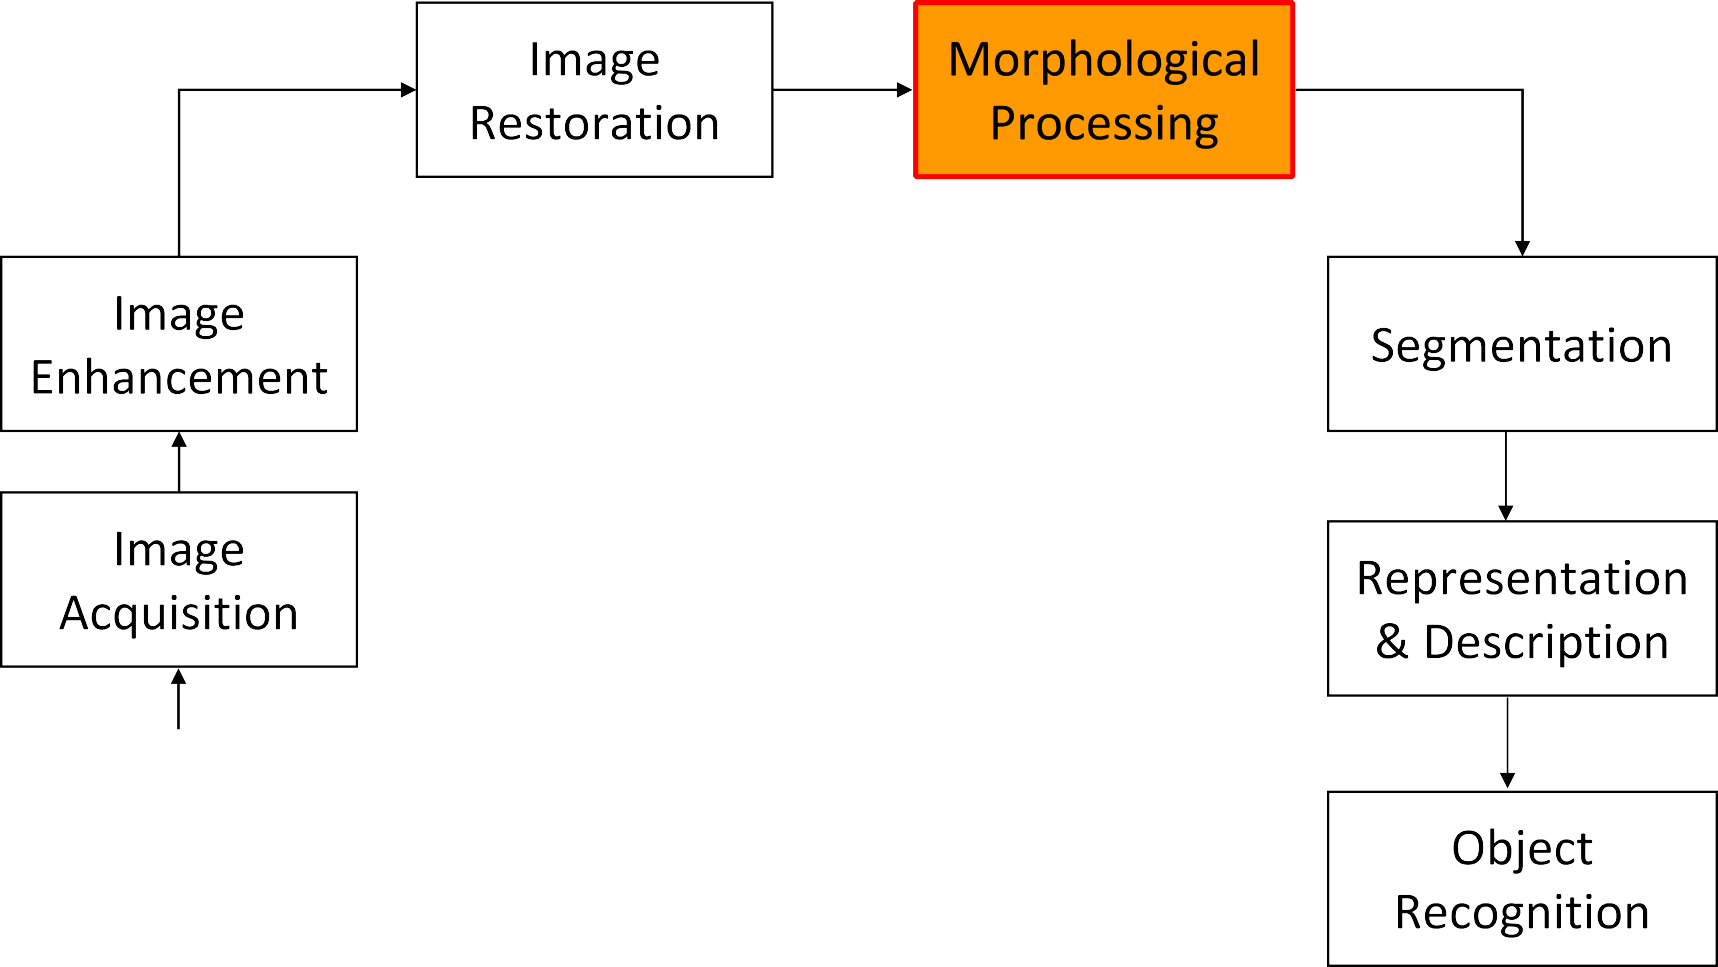 Image
Restoration
Morphological
Processing
Image
Enhancement
Segmentation
Image
Acquisition
Representation
& Description
Object
Recognition